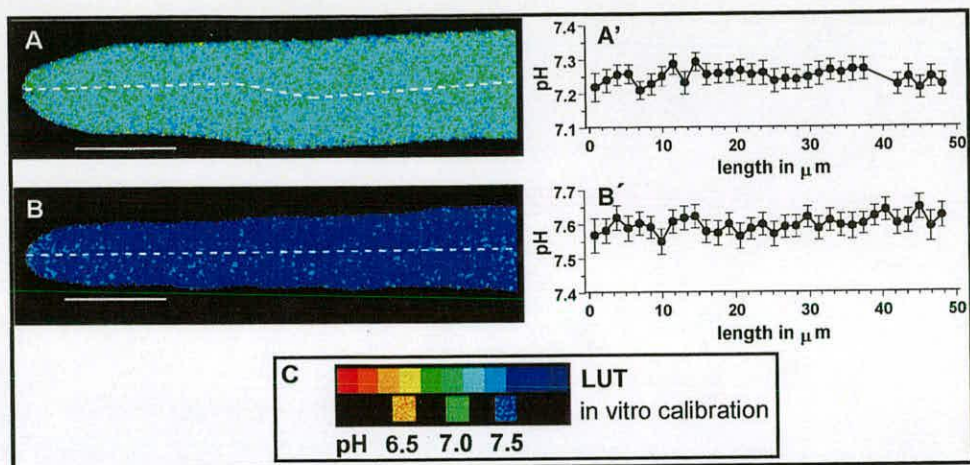 A
A'
pH
7.4
7.3
7.2
7.1
0 10 20 30 40 50
length in μm
B
B´
pH
7.7
7.6
7.5
7.4
0 10 20 30 40 50
length in μm
C
LUT
in vitro calibration
pH 6.5 7.0 7.5